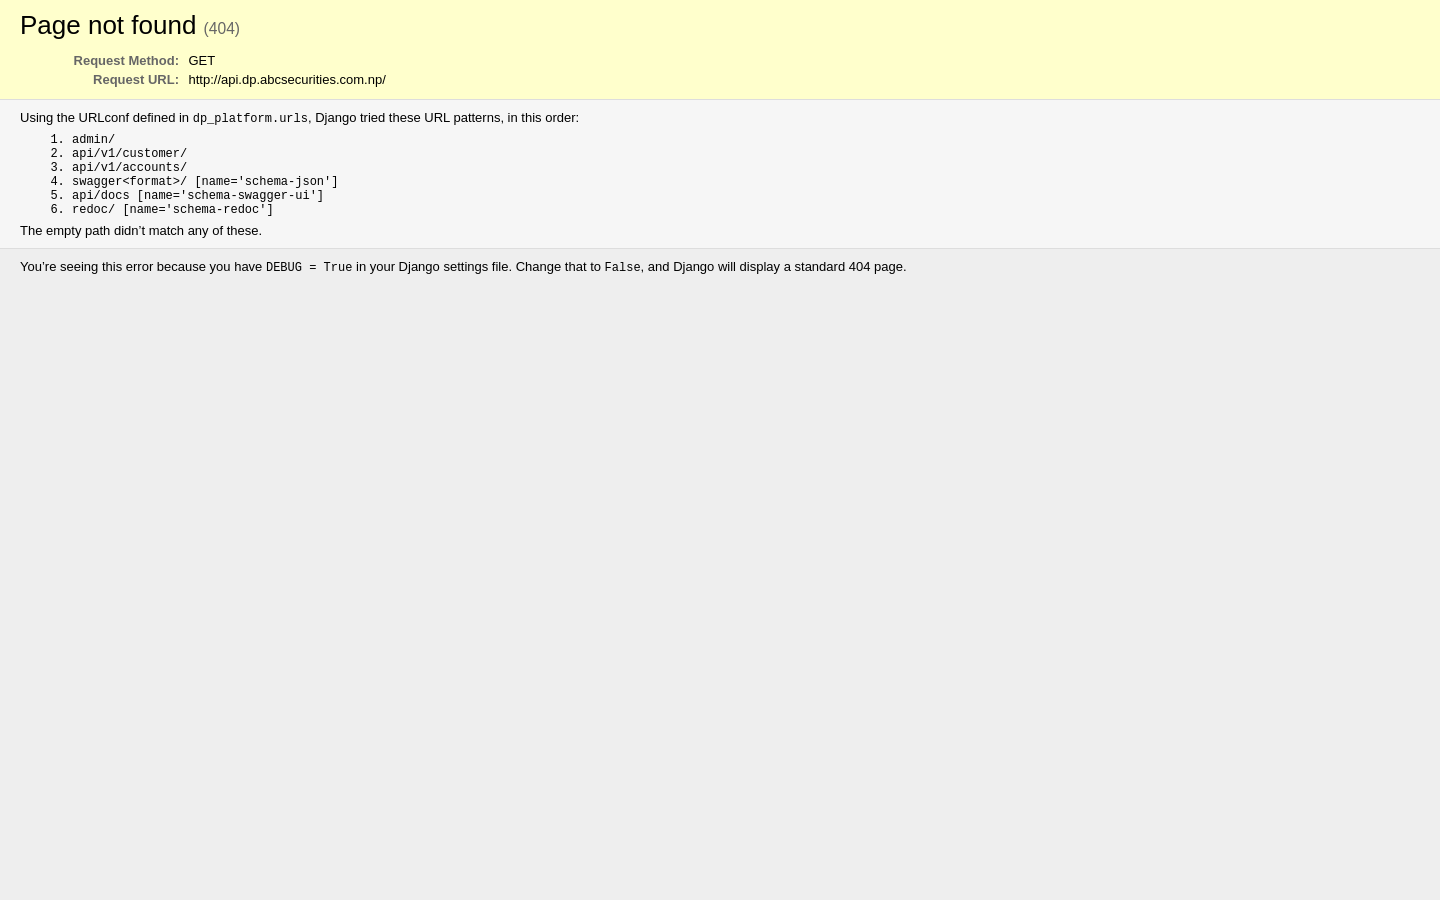 Page not found (404)
Request Method: GET
Request URL: http://api.dp.abcsecurities.com.np/
Using the URLconf defined in dp_platform.urls, Django tried these URL patterns, in this order:
1. admin/
2. api/v1/customer/
3. api/v1/accounts/
4. swagger<format>/ [name='schema-json']
5. api/docs [name='schema-swagger-ui']
6. redoc/ [name='schema-redoc']
The empty path didn’t match any of these.
You’re seeing this error because you have DEBUG = True in your Django settings file. Change that to False, and Django will display a standard 404 page.